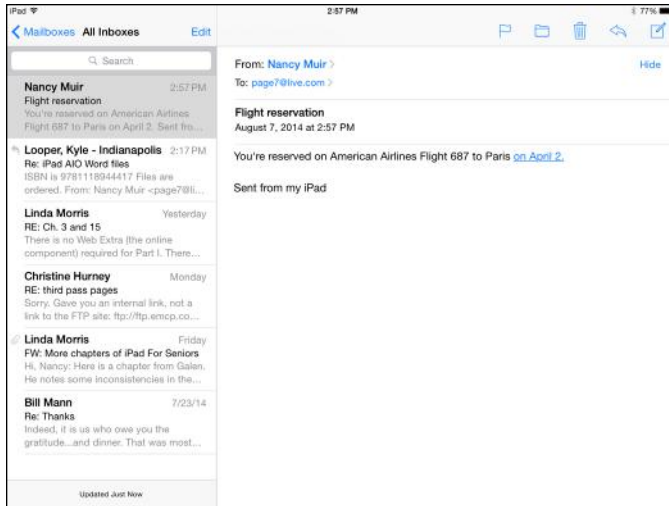 iPad
2:57 PM
77%
Mailboxes All Inboxes Edit
Search
Nancy Muir 2:57 PM
Flight reservation
You're reserved on American Airlines
Flight 687 to Paris on April 2. Sent fro...
Looper, Kyle - Indianapolis 2:17 PM
Re: iPad AIO Word files
ISBN is 9781118944417 Files are
ordered. From: Nancy Muir <page7@li...
Linda Morris Yesterday
RE: Ch. 3 and 15
There is no Web Extra (the online
component) required for Part I. There...
Christine Hurney Monday
RE: third pass pages
Sorry. Gave you an internal link, not a
link to the FTP site: ftp://ftp.emcp.co...
Linda Morris Friday
FW: More chapters of iPad For Seniors
Hi, Nancy: Here is a chapter from Galen.
He notes some inconsistencies in the...
Bill Mann 7/23/14
Re: Thanks
Indeed, it is us who owe you the
gratitude...and dinner. That was most...
Updated Just Now
From: Nancy Muir Hide
To: page7@live.com
Flight reservation
August 7, 2014 at 2:57 PM
You're reserved on American Airlines Flight 687 to Paris on April 2.
Sent from my iPad